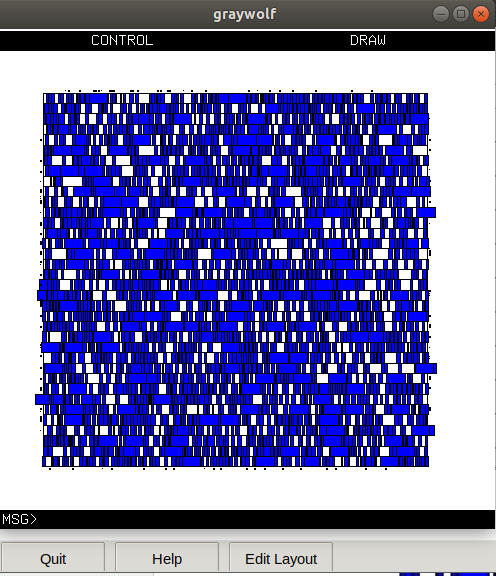 graywolf
CONTROL DRAW
MSG>
Quit Help Edit Layout